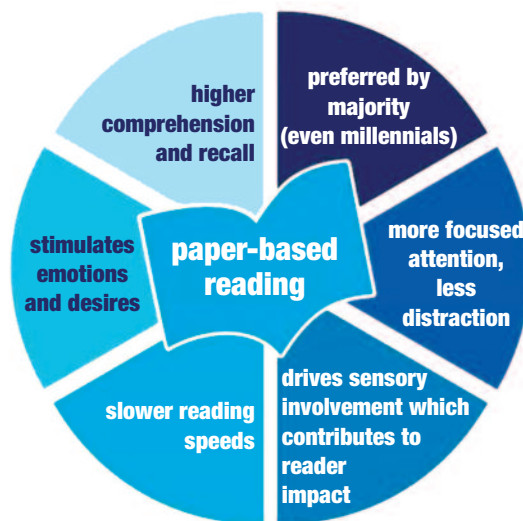 higher
comprehension
and recall
preferred by
majority
(even millennials)
stimulates
emotions
and desires
paper-based
reading
more focused
attention,
less
distraction
slower reading
speeds
drives sensory
involvement which
contributes to
reader
impact